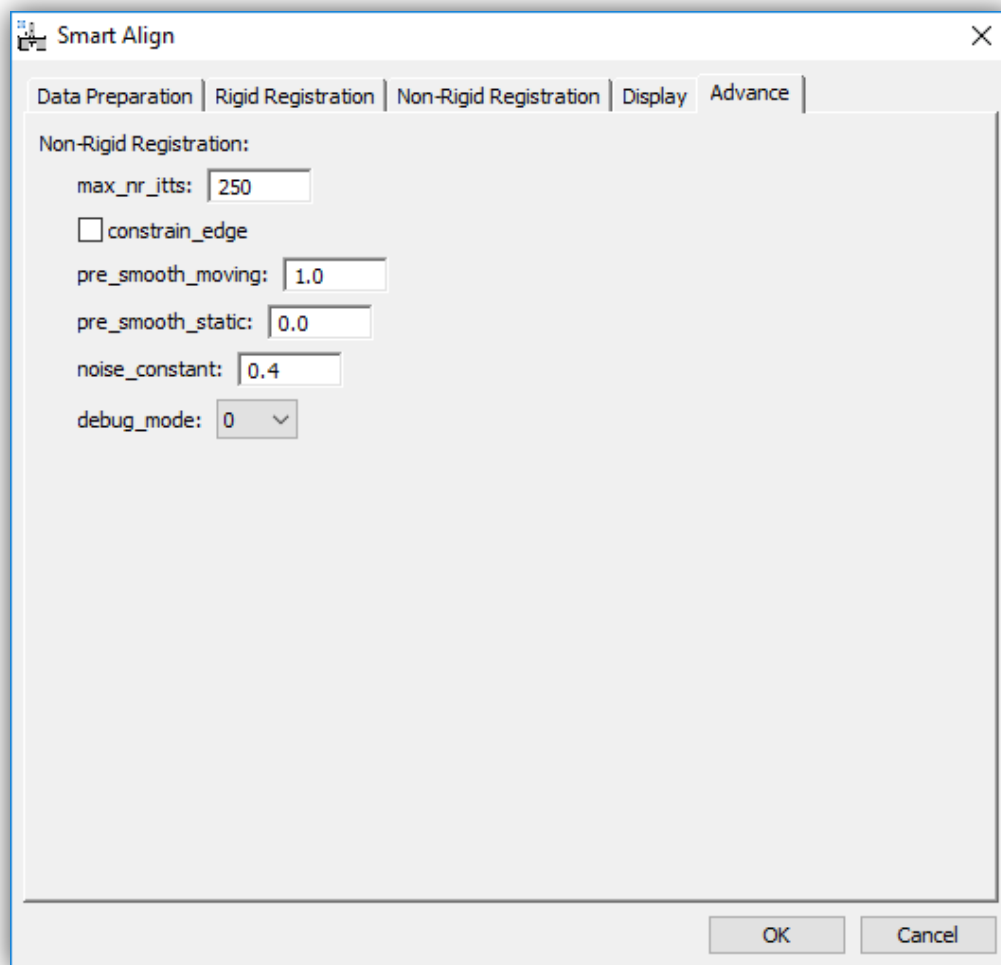 Smart Align
Data Preparation Rigid Registration Non-Rigid Registration Display Advance
Non-Rigid Registration:
max_nr_itts: 250
constrain_edge
pre_smooth_moving: 1.0
pre_smooth_static: 0.0
noise_constant: 0.4
debug_mode: 0
OK Cancel